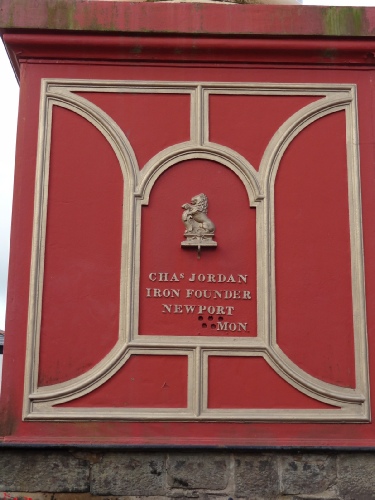 CHAS JORDAN
IRON FOUNDER
NEWPORT
MON